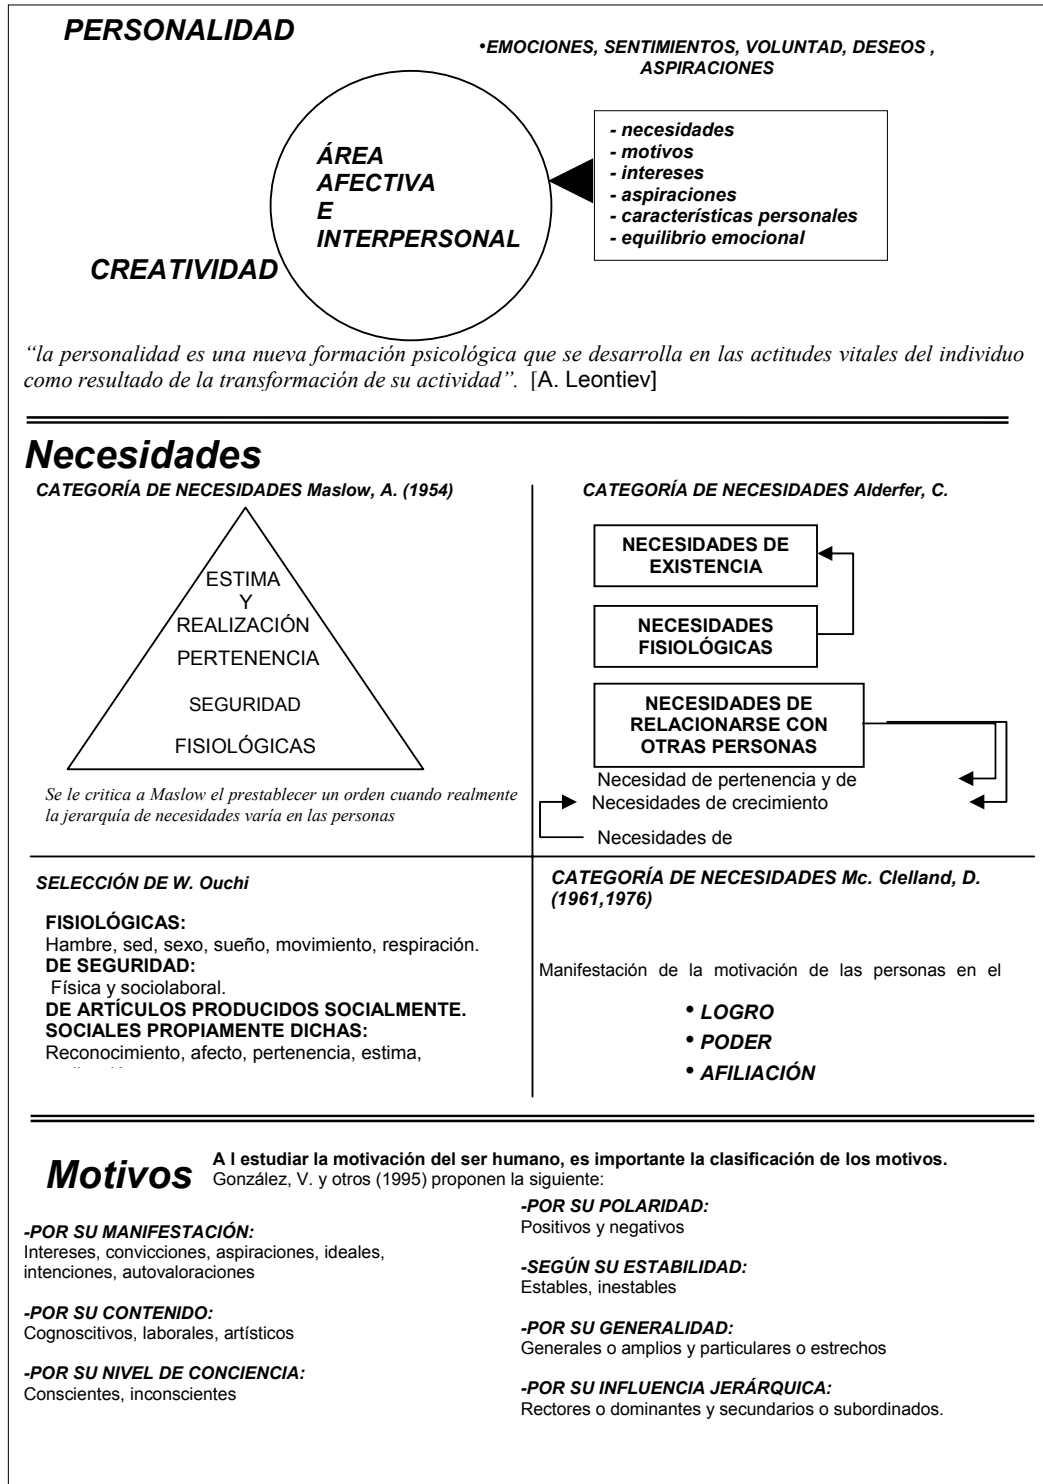 PERSONALIDAD
•EMOCIONES, SENTIMIENTOS, VOLUNTAD, DESEOS ,
ASPIRACIONES
ÁREA
AFECTIVA
E
INTERPERSONAL
- necesidades
- motivos
- intereses
- aspiraciones
- características personales
- equilibrio emocional
CREATIVIDAD
“la personalidad es una nueva formación psicológica que se desarrolla en las actitudes vitales del individuo
como resultado de la transformación de su actividad”. [A. Leontiev]
Necesidades
CATEGORÍA DE NECESIDADES Maslow, A. (1954)
ESTIMA
Y
REALIZACIÓN
PERTENENCIA
SEGURIDAD
FISIOLÓGICAS
Se le critica a Maslow el prestablecer un orden cuando realmente
la jerarquía de necesidades varía en las personas
CATEGORÍA DE NECESIDADES Alderfer, C.
NECESIDADES DE
EXISTENCIA
NECESIDADES
FISIOLÓGICAS
NECESIDADES DE
RELACIONARSE CON
OTRAS PERSONAS
Necesidad de pertenencia y de
Necesidades de crecimiento
Necesidades de
SELECCIÓN DE W. Ouchi
FISIOLÓGICAS:
Hambre, sed, sexo, sueño, movimiento, respiración.
DE SEGURIDAD:
Física y sociolaboral.
DE ARTÍCULOS PRODUCIDOS SOCIALMENTE.
SOCIALES PROPIAMENTE DICHAS:
Reconocimiento, afecto, pertenencia, estima,
CATEGORÍA DE NECESIDADES Mc. Clelland, D.
(1961,1976)
Manifestación de la motivación de las personas en el
• LOGRO
• PODER
• AFILIACIÓN
Motivos
A l estudiar la motivación del ser humano, es importante la clasificación de los motivos.
González, V. y otros (1995) proponen la siguiente:
-POR SU MANIFESTACIÓN:
Intereses, convicciones, aspiraciones, ideales,
intenciones, autovaloraciones
-POR SU CONTENIDO:
Cognoscitivos, laborales, artísticos
-POR SU NIVEL DE CONCIENCIA:
Conscientes, inconscientes
-POR SU POLARIDAD:
Positivos y negativos
-SEGÚN SU ESTABILIDAD:
Estables, inestables
-POR SU GENERALIDAD:
Generales o amplios y particulares o estrechos
-POR SU INFLUENCIA JERÁRQUICA:
Rectores o dominantes y secundarios o subordinados.